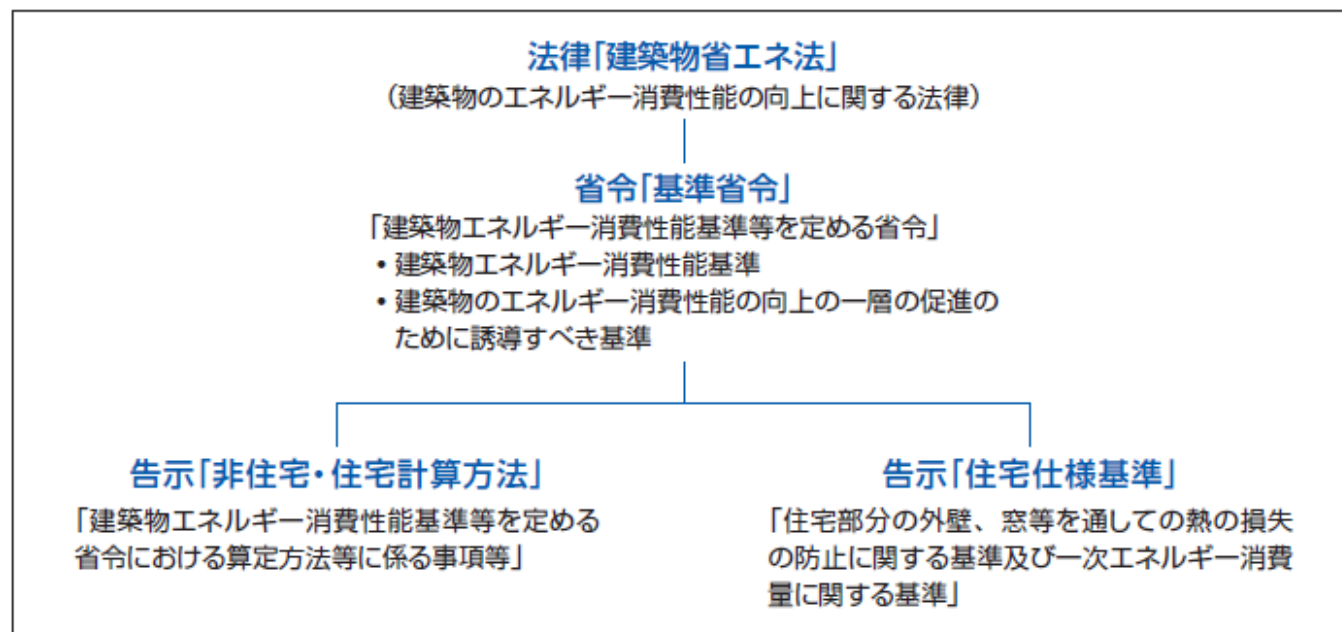 法律「建築物省エネ法」
（建築物のエネルギー消費性能の向上に関する法律）
省令「基準省令」
「建築物エネルギー消費性能基準等を定める省令」
• 建築物エネルギー消費性能基準
• 建築物のエネルギー消費性能の向上の一層の促進の
ために誘導すべき基準
告示「非住宅・住宅計算方法」
「建築物エネルギー消費性能基準等を定める
省令における算定方法等に係る事項等」
告示「住宅仕様基準」
「住宅部分の外壁、窓等を通しての熱の損失
の防止に関する基準及び一次エネルギー消費
量に関する基準」